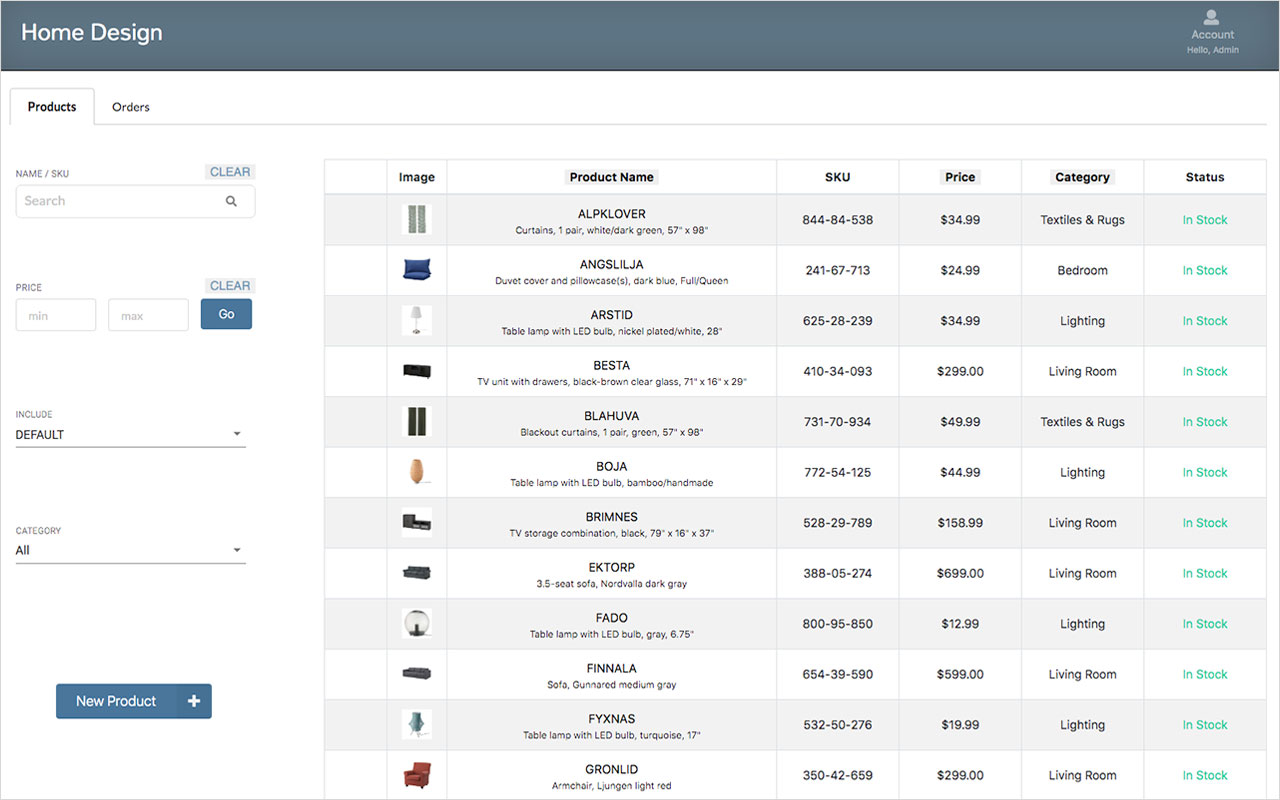 Home Design
Account
Hello, Admin
Products
Orders
NAME / SKU
CLEAR
Search
PRICE
CLEAR
min
max
Go
INCLUDE
DEFAULT
CATEGORY
All
New Product +
Image Product Name SKU Price Category Status
ALPKLOVER
Curtains, 1 pair, white/dark green, 57" x 98"
844-84-538 $34.99 Textiles & Rugs In Stock
ANGSLILJA
Duvet cover and pillowcase(s), dark blue, Full/Queen
241-67-713 $24.99 Bedroom In Stock
ARSTID
Table lamp with LED bulb, nickel plated/white, 28"
625-28-239 $34.99 Lighting In Stock
BESTA
TV unit with drawers, black-brown clear glass, 71" x 16" x 29"
410-34-093 $299.00 Living Room In Stock
BLAHUVA
Blackout curtains, 1 pair, green, 57" x 98"
731-70-934 $49.99 Textiles & Rugs In Stock
BOJA
Table lamp with LED bulb, bamboo/handmade
772-54-125 $44.99 Lighting In Stock
BRIMNES
TV storage combination, black, 79" x 16" x 37"
528-29-789 $158.99 Living Room In Stock
EKTORP
3.5-seat sofa, Nordvalla dark gray
388-05-274 $699.00 Living Room In Stock
FADO
Table lamp with LED bulb, gray, 6.75"
800-95-850 $12.99 Lighting In Stock
FINNALA
Sofa, Gunnared medium gray
654-39-590 $599.00 Living Room In Stock
FYXNAS
Table lamp with LED bulb, turquoise, 17"
532-50-276 $19.99 Lighting In Stock
GRONLID
Armchair, Ljungen light red
350-42-659 $299.00 Living Room In Stock